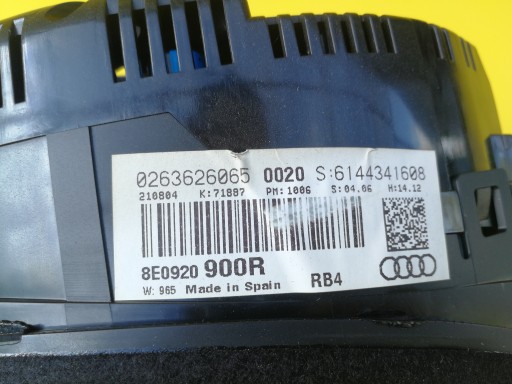 0263626065 0020 S:6144341608
210804 K:71887 PM:1006 S:04.06 H:14.12
8E0920 900R
W: 965 Made in Spain RB4